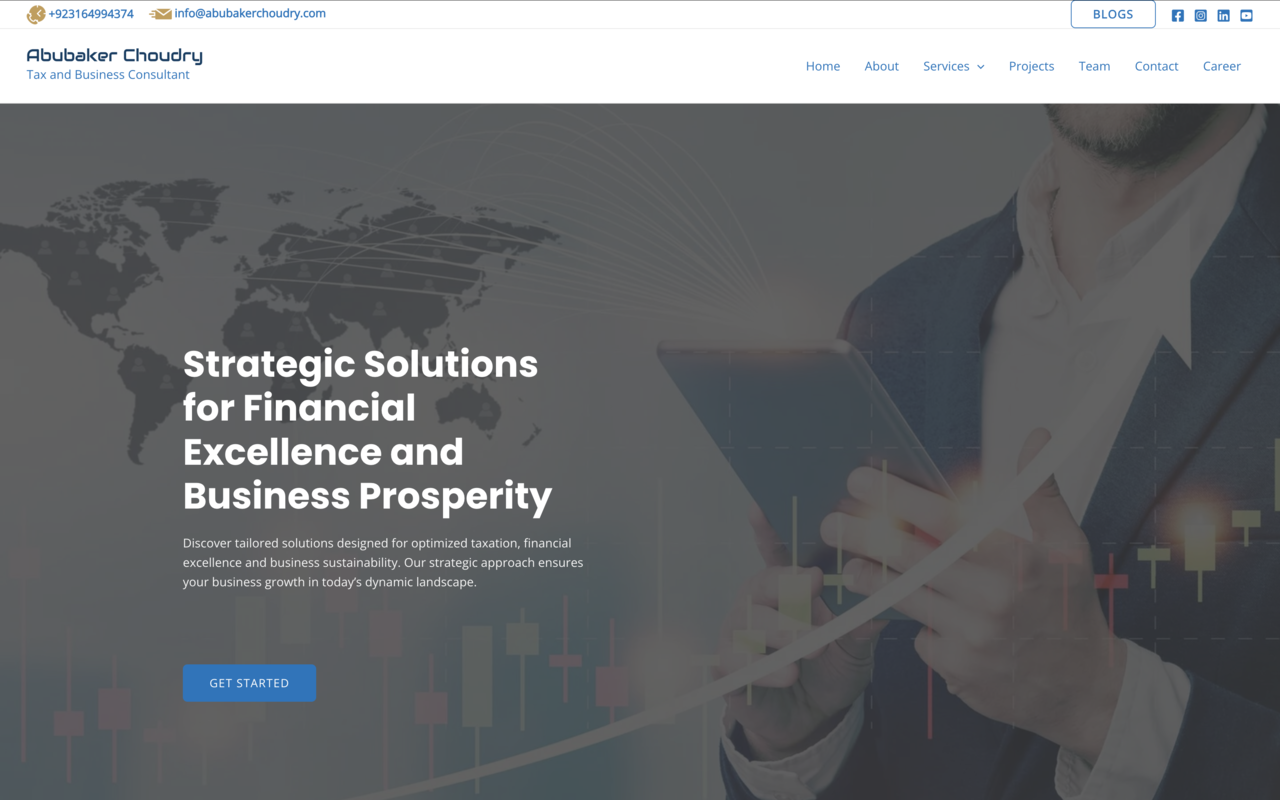 +923164994374
info@abubakerchoudry.com
BLOGS
Abubaker Choudry
Tax and Business Consultant
Home
About
Services
Projects
Team
Contact
Career
Strategic Solutions
for Financial
Excellence and
Business Prosperity
Discover tailored solutions designed for optimized taxation, financial
excellence and business sustainability. Our strategic approach ensures
your business growth in today’s dynamic landscape.
GET STARTED